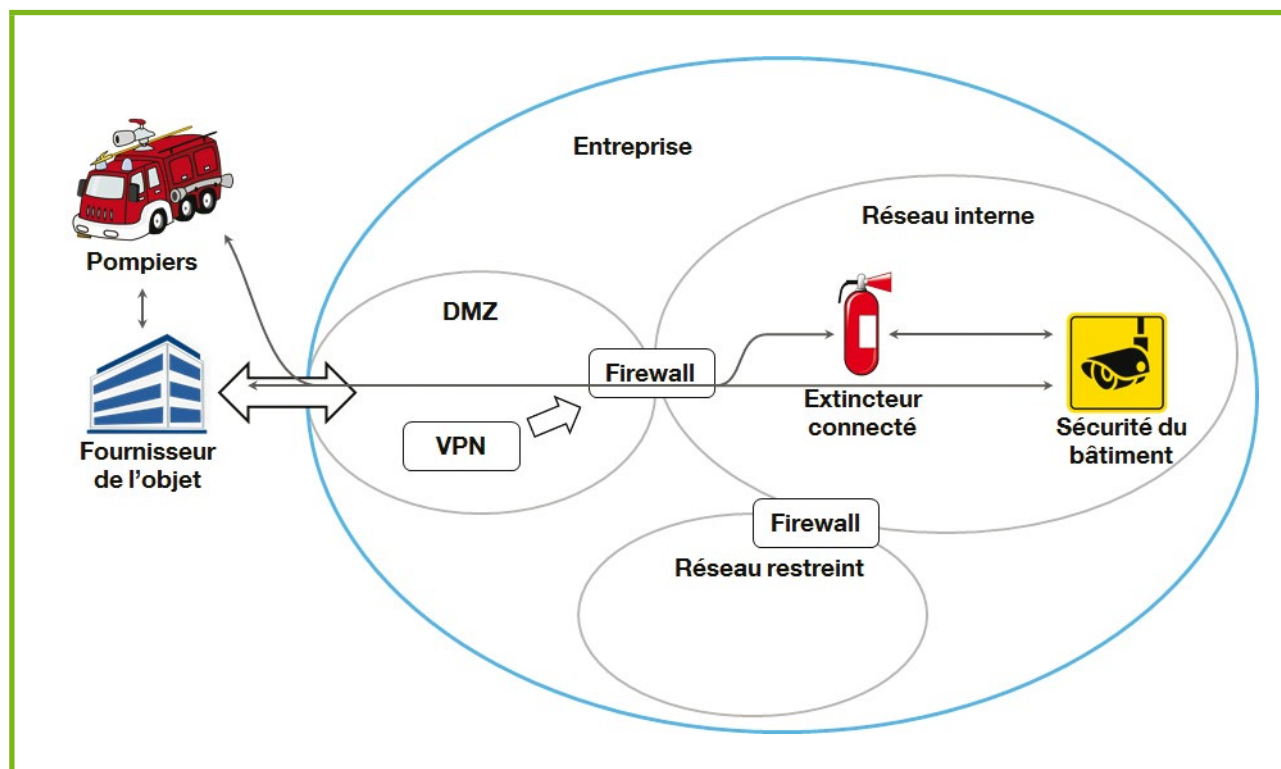 Entreprise
Réseau interne
Pompiers
DMZ
Firewall
Extincteur
connecté
VPN
Sécurité du
bâtiment
Fournisseur
de l’objet
Firewall
Réseau restreint